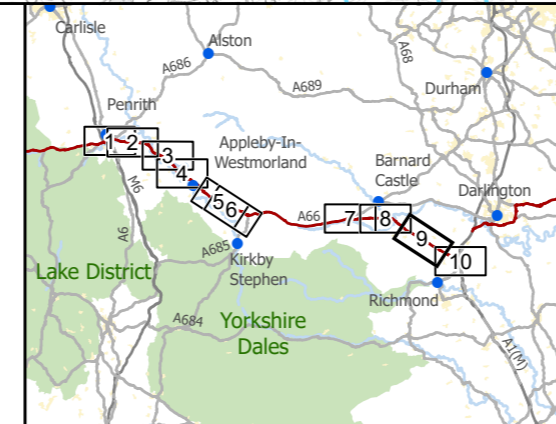 Carlisle
Alston
A686
A689
A68
Durham
Penrith
1
2
3
4
5
6
Appleby-In-
Westmorland
Barnard
Castle
Darlington
A66
7
8
9
10
M6
A6
A685
Kirkby
Stephen
Richmond
Lake District
A684
Yorkshire
Dales
A1(M)